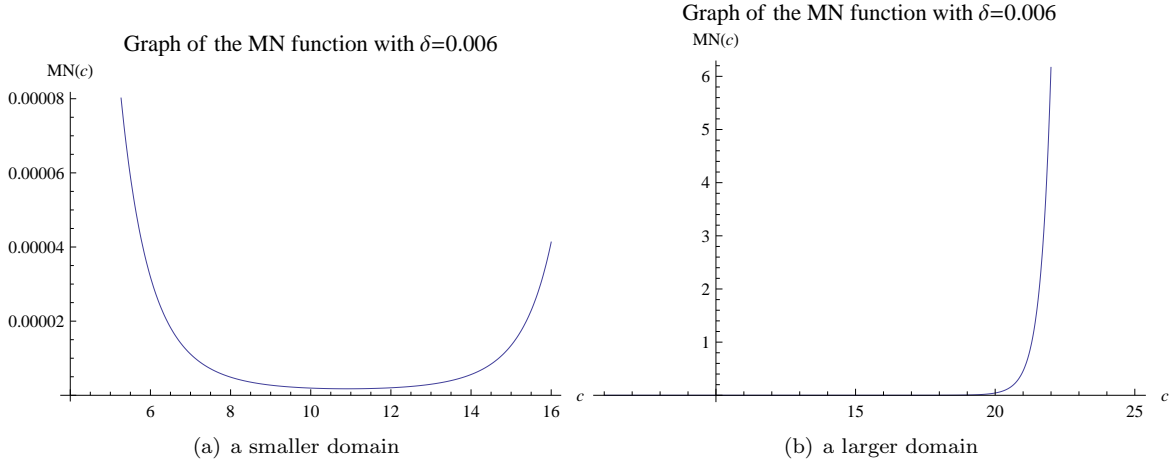 Graph of the MN function with δ=0.006
MN(c)
0.00008
0.00006
0.00004
0.00002
6 8 10 12 14 16 c
(a) a smaller domain
Graph of the MN function with δ=0.006
MN(c)
6
5
4
3
2
1
15 20 25 c
(b) a larger domain